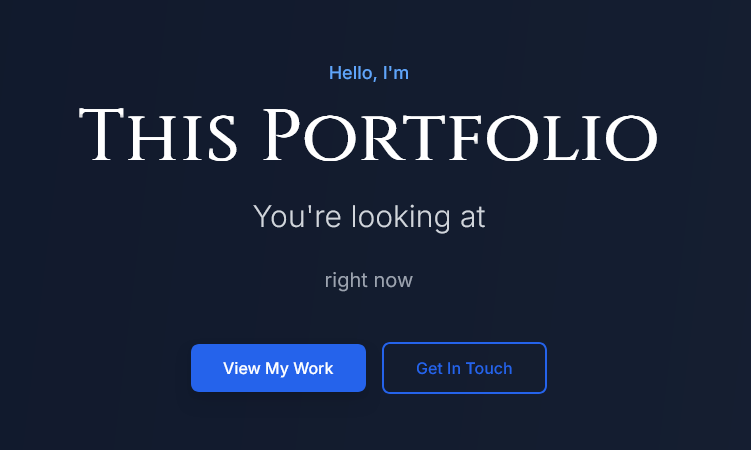 Hello, I'm
This Portfolio
You're looking at
right now
View My Work
Get In Touch